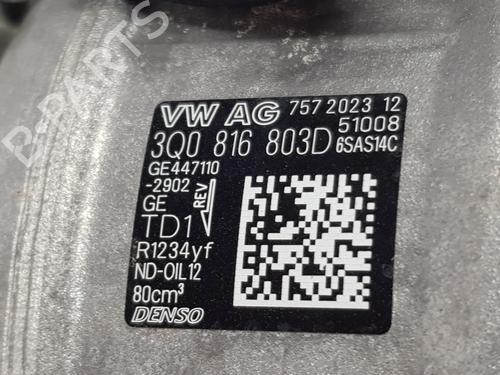 B-PARTS
VW AG 757 2023 12
51008
3Q0 816 803D 6SAS14C
GE447110
-2902
GE REV
TD1
R1234yf
ND-OIL12
80cm³
DENSO